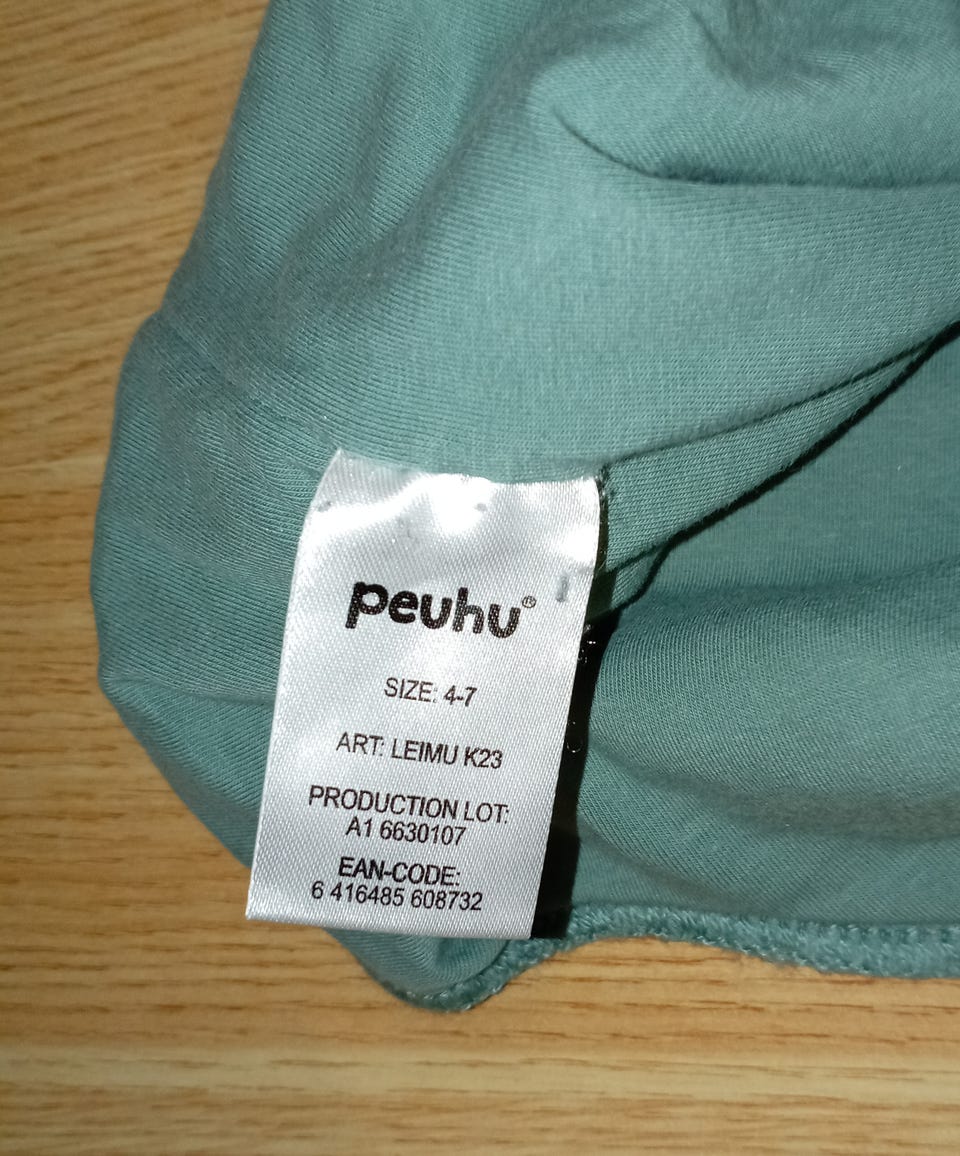 peuhu®
SIZE: 4-7
ART: LEIMU K23
PRODUCTION LOT:
A1 6630107
EAN-CODE:
6 416485 608732